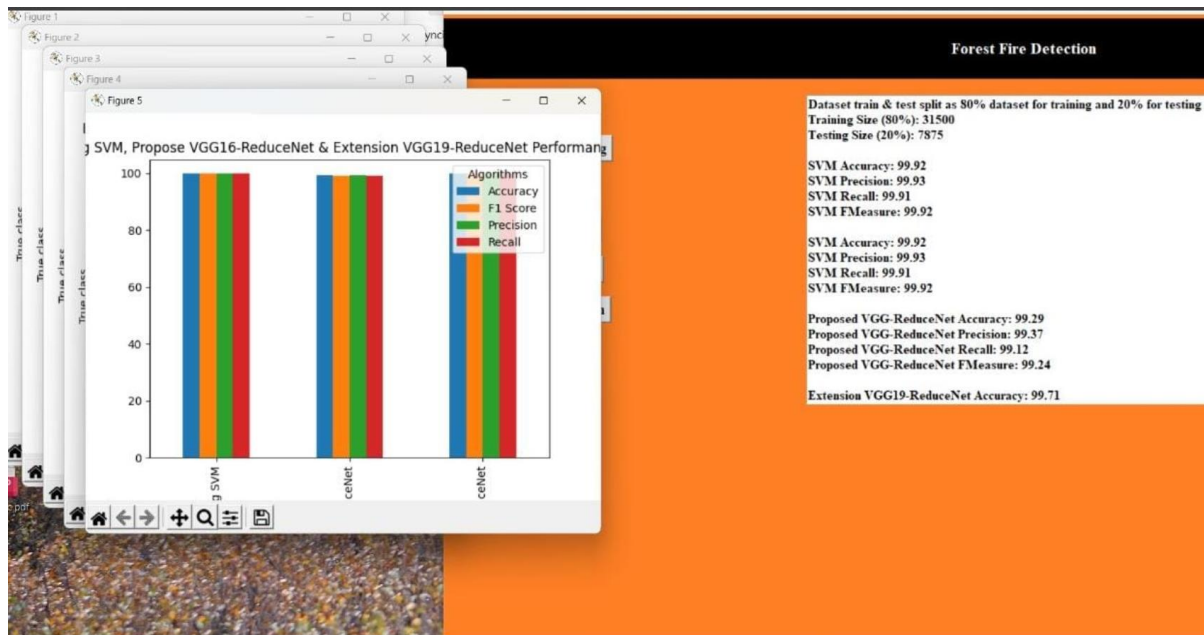 Figure 1
Figure 2
Figure 3
Figure 4
Figure 5
g SVM, Propose VGG16-ReduceNet & Extension VGG19-ReduceNet Performang
Algorithms
Accuracy
F1 Score
Precision
Recall
100
80
60
40
20
0
g SVM
ceNet
ceNet
True class
True class
True class
True class
pdf
Forest Fire Detection
Dataset train & test split as 80% dataset for training and 20% for testing
Training Size (80%): 31500
Testing Size (20%): 7875
SVM Accuracy: 99.92
SVM Precision: 99.93
SVM Recall: 99.91
SVM FMeasure: 99.92
SVM Accuracy: 99.92
SVM Precision: 99.93
SVM Recall: 99.91
SVM FMeasure: 99.92
Proposed VGG-ReduceNet Accuracy: 99.29
Proposed VGG-ReduceNet Precision: 99.37
Proposed VGG-ReduceNet Recall: 99.12
Proposed VGG-ReduceNet FMeasure: 99.24
Extension VGG19-ReduceNet Accuracy: 99.71